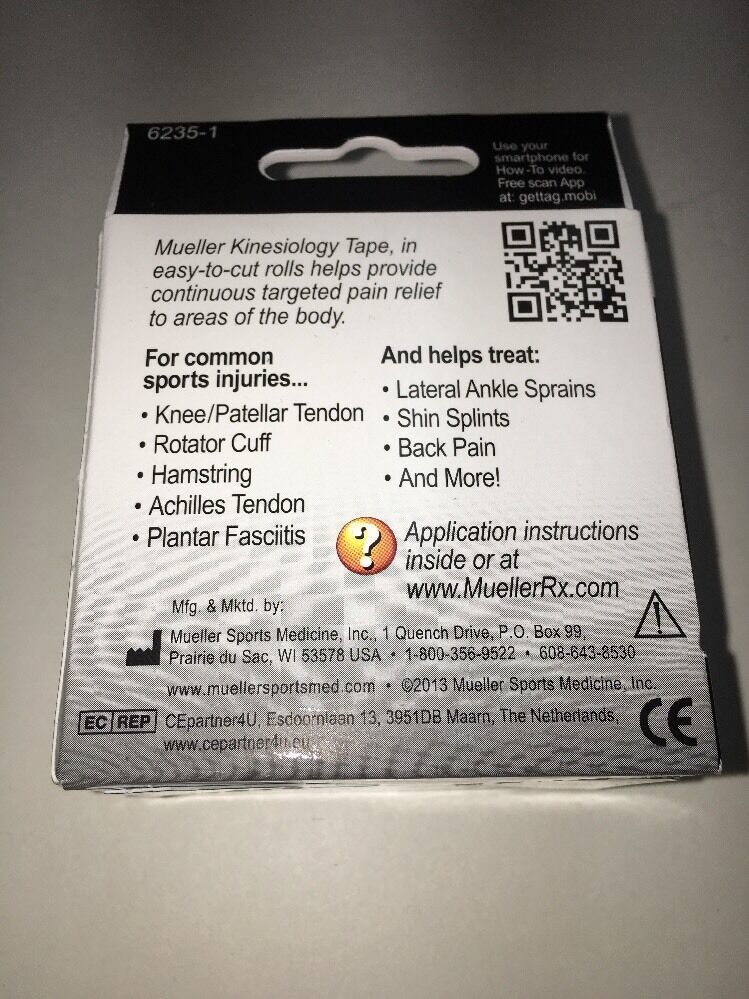 6235-1
Use your
smartphone for
How-To video.
Free scan App
at: gettag.mobi
Mueller Kinesiology Tape, in
easy-to-cut rolls helps provide
continuous targeted pain relief
to areas of the body.
For common
sports injuries...
• Knee/Patellar Tendon
• Rotator Cuff
• Hamstring
• Achilles Tendon
• Plantar Fasciitis
And helps treat:
• Lateral Ankle Sprains
• Shin Splints
• Back Pain
• And More!
?
Application instructions
inside or at
www.MuellerRx.com
Mfg. & Mktd. by:
Mueller Sports Medicine, Inc., 1 Quench Drive, P.O. Box 99,
Prairie du Sac, WI 53578 USA • 1-800-356-9522 • 608-643-8530
www.muellersportsmed.com • ©2013 Mueller Sports Medicine, Inc.
EC REP CEpartner4U, Esdoornlaan 13, 3951DB Maarn, The Netherlands,
www.cepartner4u.eu
CE